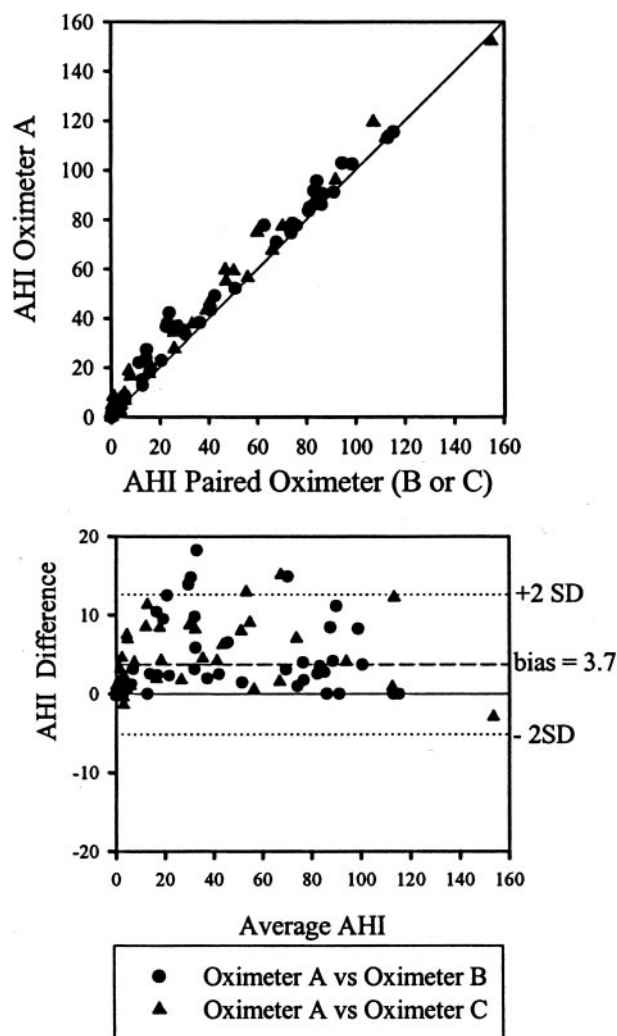 160
140
120
100
80
60
40
20
0
AHI Oximeter A
0 20 40 60 80 100 120 140 160
AHI Paired Oximeter (B or C)
20
10
0
-10
-20
AHI Difference
+2 SD
bias = 3.7
- 2SD
0 20 40 60 80 100 120 140 160
Average AHI
Oximeter A vs Oximeter B
Oximeter A vs Oximeter C